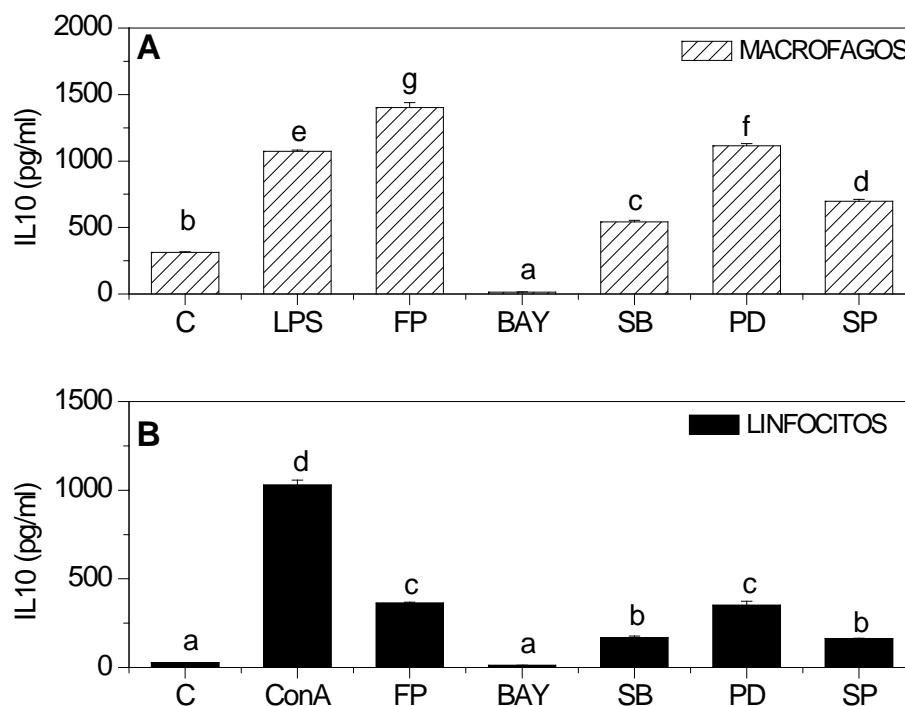 A
MACROFAGOS
IL10 (pg/ml)
2000
1500
1000
500
0
b
e
g
a
c
f
d
C LPS FP BAY SB PD SP
B
LINFOCITOS
IL10 (pg/ml)
1500
1000
500
0
a
d
c
a
b
c
b
C ConA FP BAY SB PD SP